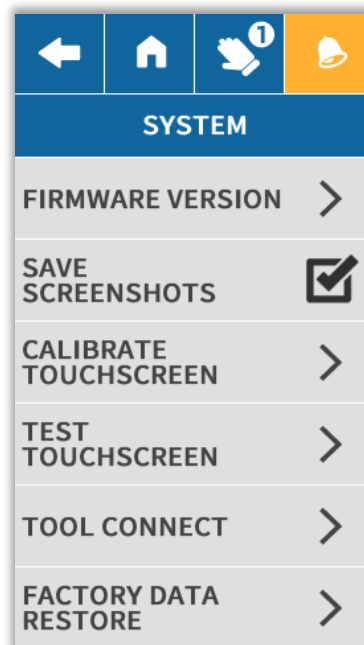 1
SYSTEM
FIRMWARE VERSION
SAVE
SCREENSHOTS
CALIBRATE
TOUCHSCREEN
TEST
TOUCHSCREEN
TOOL CONNECT
FACTORY DATA
RESTORE